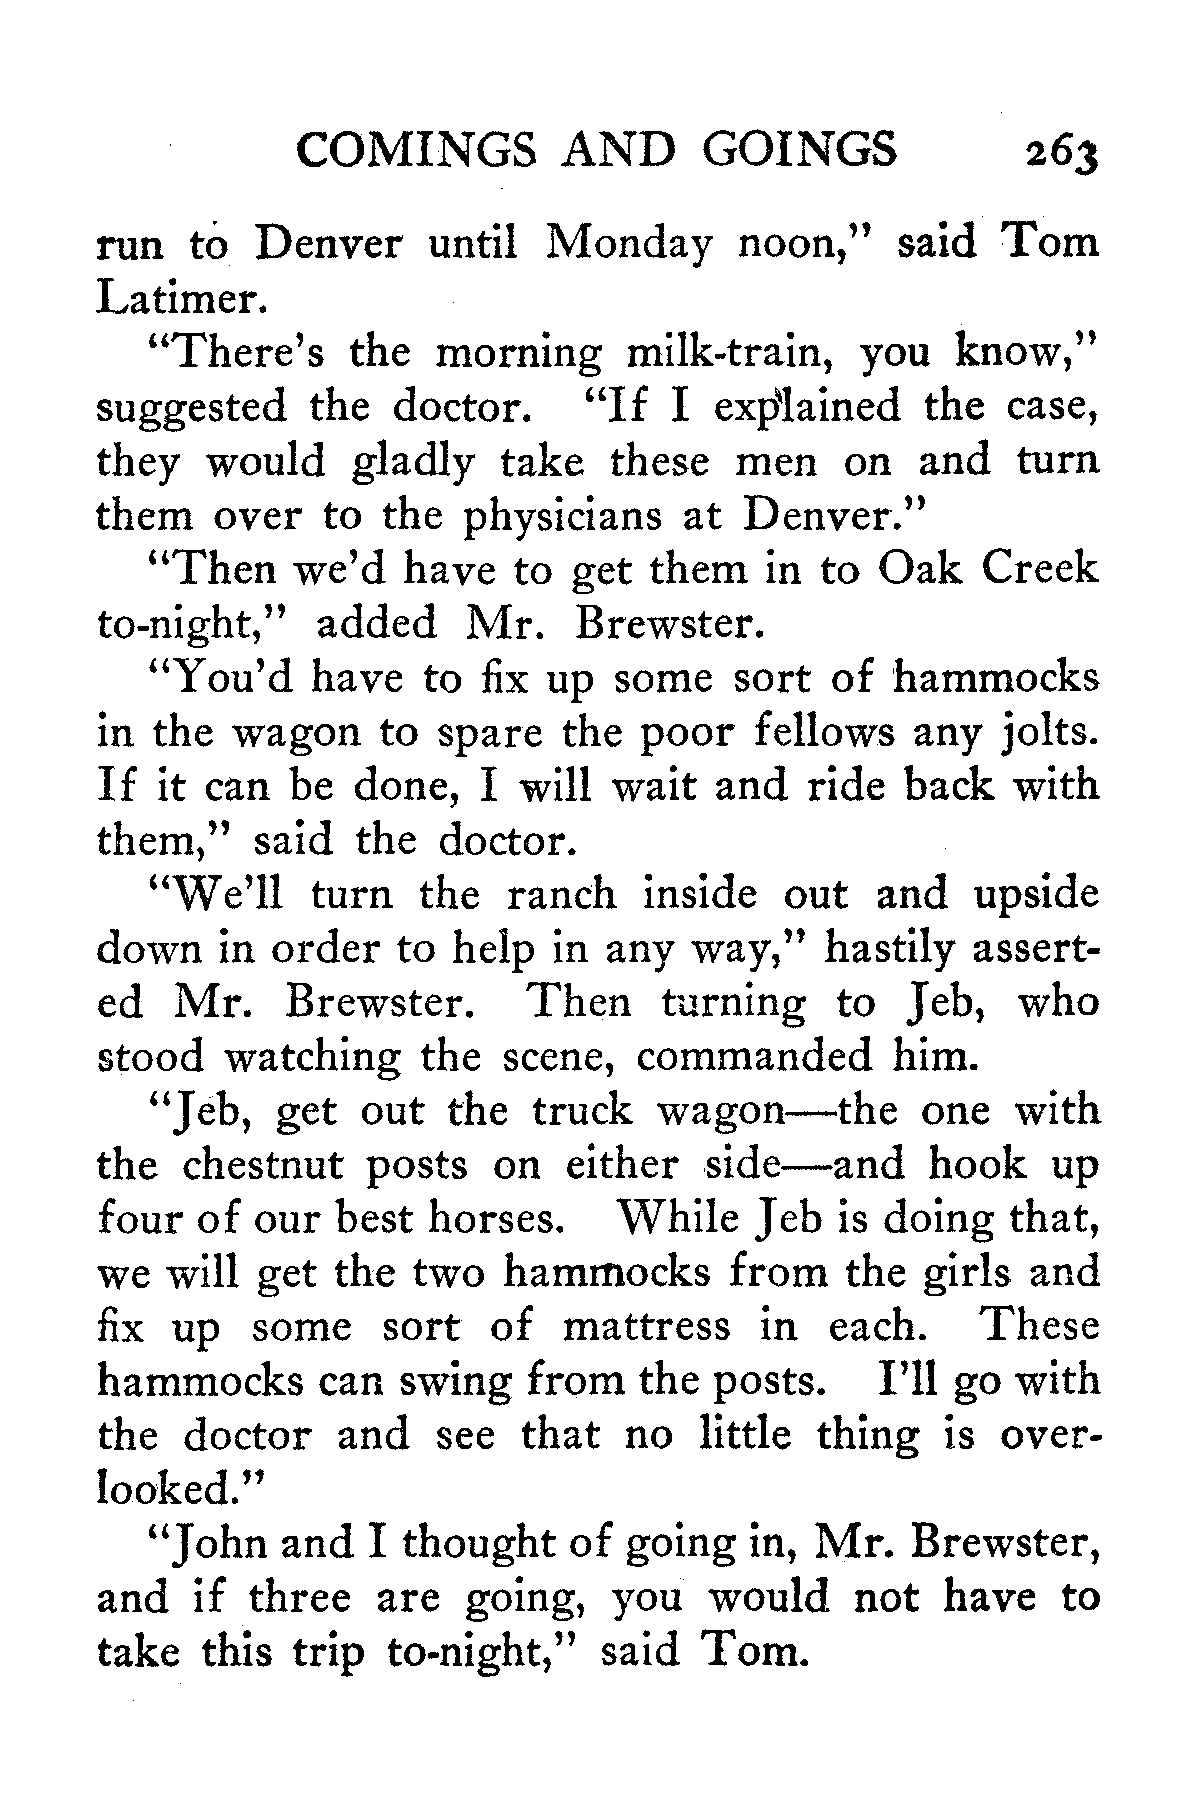 COMINGS AND GOINGS 263
run to Denver until Monday noon,” said Tom
Latimer.
“There’s the morning milk-train, you know,”
suggested the doctor. “If I explained the case,
they would gladly take these men on and turn
them over to the physicians at Denver.”
“Then we’d have to get them in to Oak Creek
to-night,” added Mr. Brewster.
“You’d have to fix up some sort of hammocks
in the wagon to spare the poor fellows any jolts.
If it can be done, I will wait and ride back with
them,” said the doctor.
“We’ll turn the ranch inside out and upside
down in order to help in any way,” hastily assert-
ed Mr. Brewster. Then turning to Jeb, who
stood watching the scene, commanded him.
“Jeb, get out the truck wagon—the one with
the chestnut posts on either side—and hook up
four of our best horses. While Jeb is doing that,
we will get the two hammocks from the girls and
fix up some sort of mattress in each. These
hammocks can swing from the posts. I’ll go with
the doctor and see that no little thing is over-
looked.”
“John and I thought of going in, Mr. Brewster,
and if three are going, you would not have to
take this trip to-night,” said Tom.